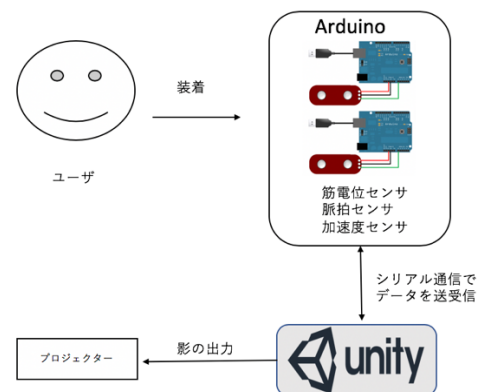 Arduino
装着
ユーザ
筋電位センサ
脈拍センサ
加速度センサ
シリアル通信で
データを送受信
影の出力
プロジェクター
unity